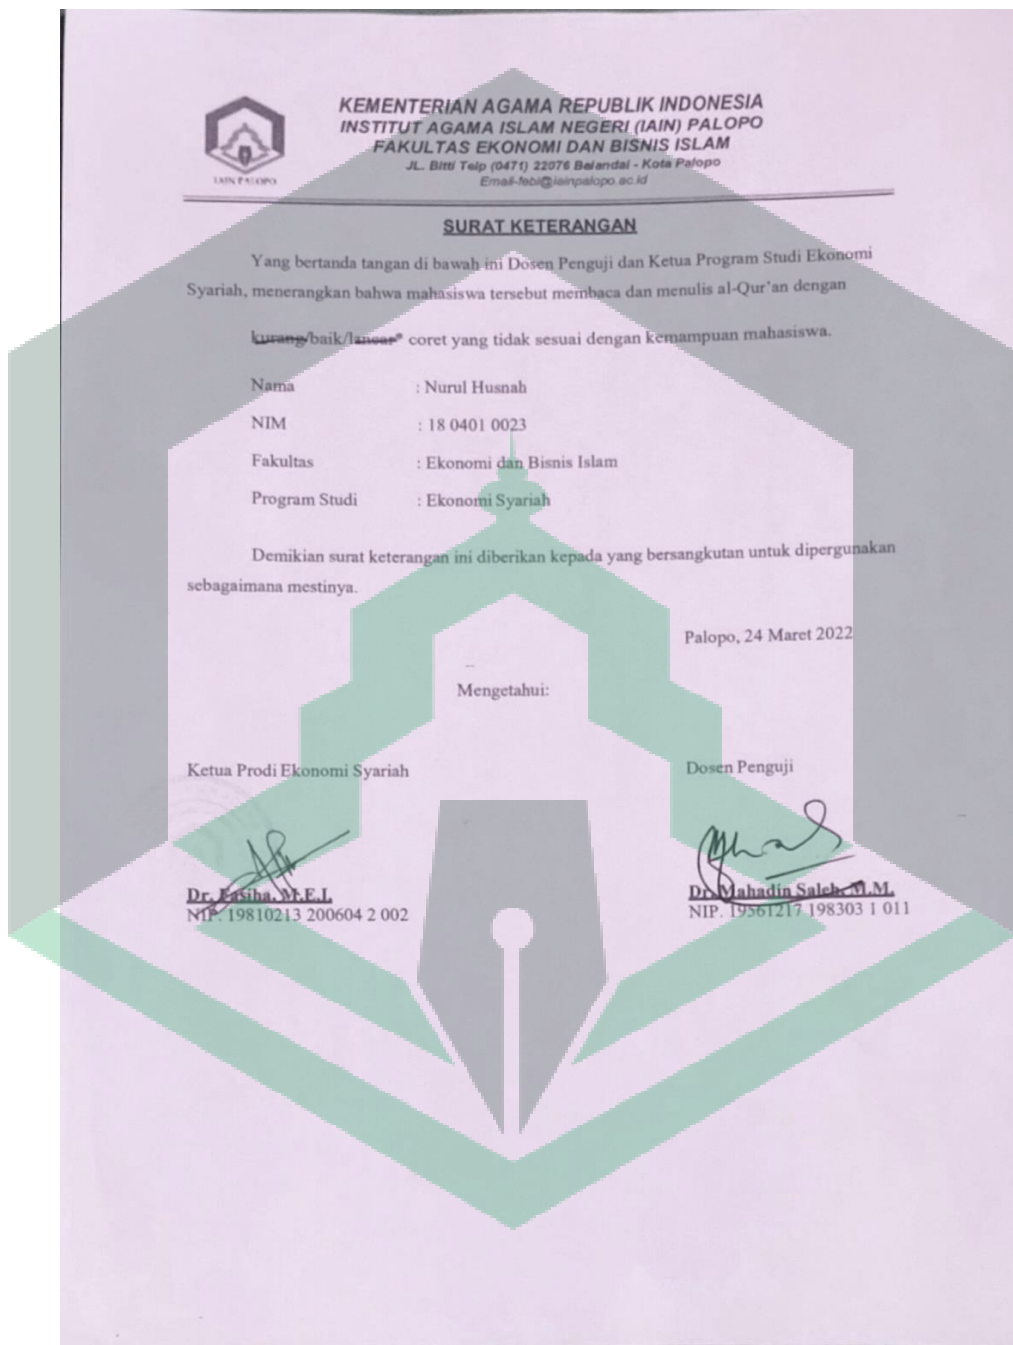 KEMENTERIAN AGAMA REPUBLIK INDONESIA
INSTITUT AGAMA ISLAM NEGERI (IAIN) PALOPO
FAKULTAS EKONOMI DAN BISNIS ISLAM
JL. Bitti Telp (0471) 22076 Balandai - Kota Palopo
Email-febi@iainpalopo.ac.id
IAIN PALOPO
SURAT KETERANGAN
Yang bertanda tangan di bawah ini Dosen Penguji dan Ketua Program Studi Ekonomi
Syariah, menerangkan bahwa mahasiswa tersebut membaca dan menulis al-Qur'an dengan
kurang/baik/lancar* coret yang tidak sesuai dengan kemampuan mahasiswa.
Nama : Nurul Husnah
NIM : 18 0401 0023
Fakultas : Ekonomi dan Bisnis Islam
Program Studi : Ekonomi Syariah
Demikian surat keterangan ini diberikan kepada yang bersangkutan untuk dipergunakan
sebagaimana mestinya.
Palopo, 24 Maret 2022
Mengetahui:
Ketua Prodi Ekonomi Syariah Dosen Penguji
Dr. Fasiha, M.E.I. Dr. Mahadin Saleh, M.M.
NIP. 19810213 200604 2 002 NIP. 19561217 198303 1 011